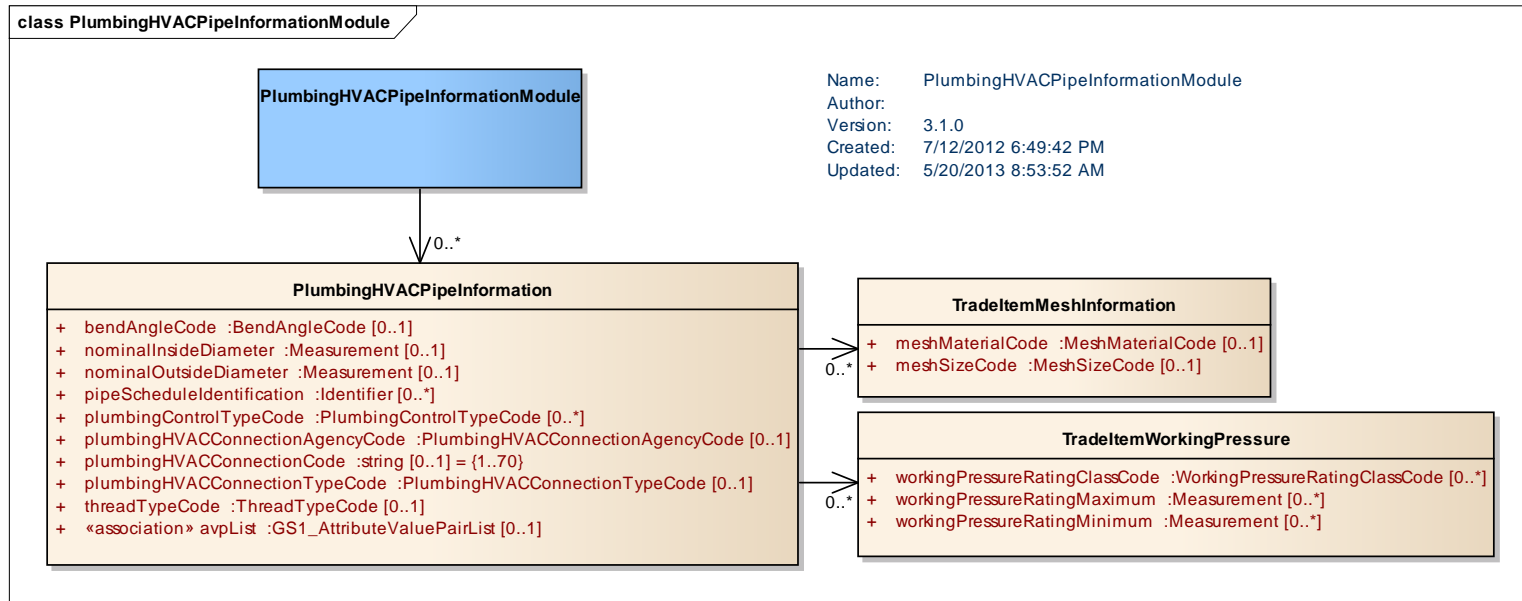 class PlumbingHVACPipeInformationModule
PlumbingHVACPipeInformationModule
Name: PlumbingHVACPipeInformationModule
Author:
Version: 3.1.0
Created: 7/12/2012 6:49:42 PM
Updated: 5/20/2013 8:53:52 AM
0..*
PlumbingHVACPipeInformation
+ bendAngleCode :BendAngleCode [0..1]
+ nominalInsideDiameter :Measurement [0..1]
+ nominalOutsideDiameter :Measurement [0..1]
+ pipeScheduleIdentification :Identifier [0..*]
+ plumbingControlTypeCode :PlumbingControlTypeCode [0..*]
+ plumbingHVACConnectionAgencyCode :PlumbingHVACConnectionAgencyCode [0..1]
+ plumbingHVACConnectionCode :string [0..1] = {1..70}
+ plumbingHVACConnectionTypeCode :PlumbingHVACConnectionTypeCode [0..1]
+ threadTypeCode :ThreadTypeCode [0..1]
+ «association» avpList :GS1_AttributeValuePairList [0..1]
0..*
TradeItemMeshInformation
+ meshMaterialCode :MeshMaterialCode [0..1]
+ meshSizeCode :MeshSizeCode [0..1]
0..*
TradeItemWorkingPressure
+ workingPressureRatingClassCode :WorkingPressureRatingClassCode [0..*]
+ workingPressureRatingMaximum :Measurement [0..*]
+ workingPressureRatingMinimum :Measurement [0..*]